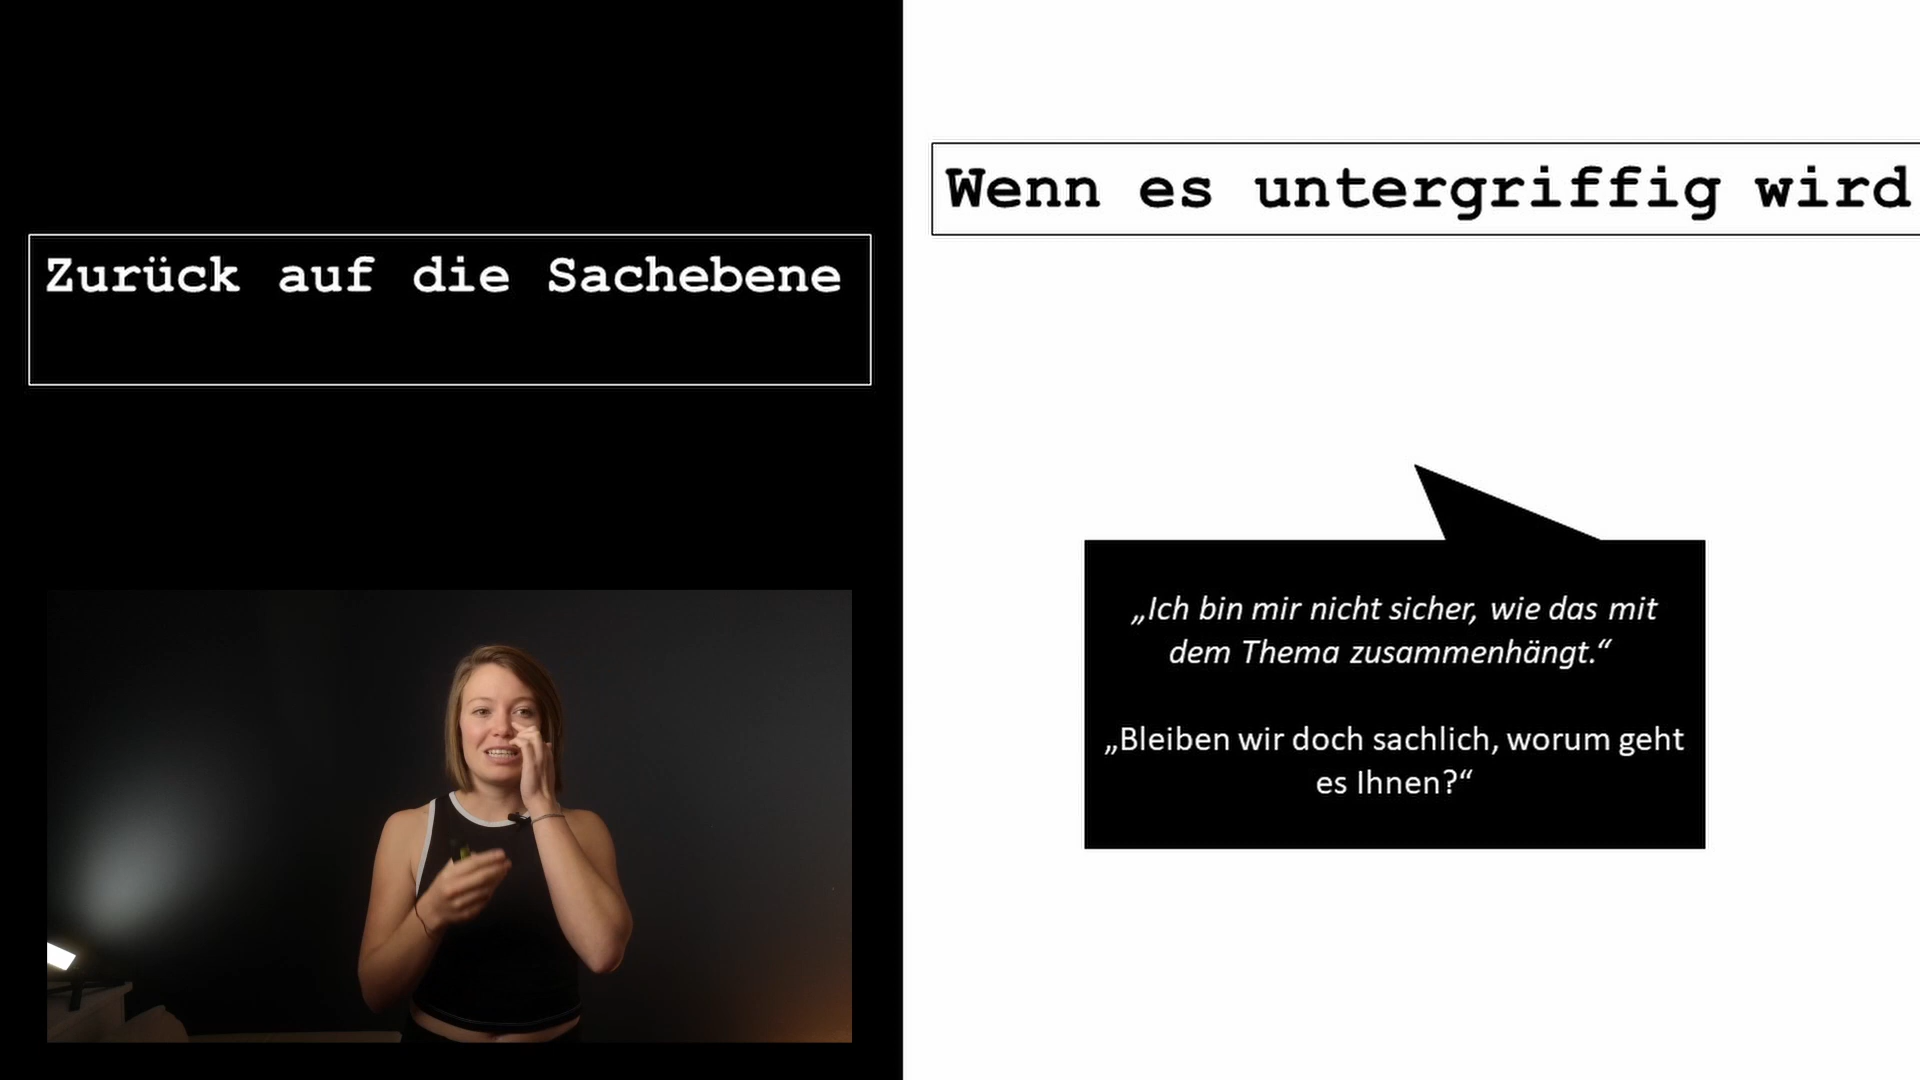 Zurück auf die Sachebene
Wenn es untergriffig wird
„Ich bin mir nicht sicher, wie das mit
dem Thema zusammenhängt.“
„Bleiben wir doch sachlich, worum geht
es Ihnen?“